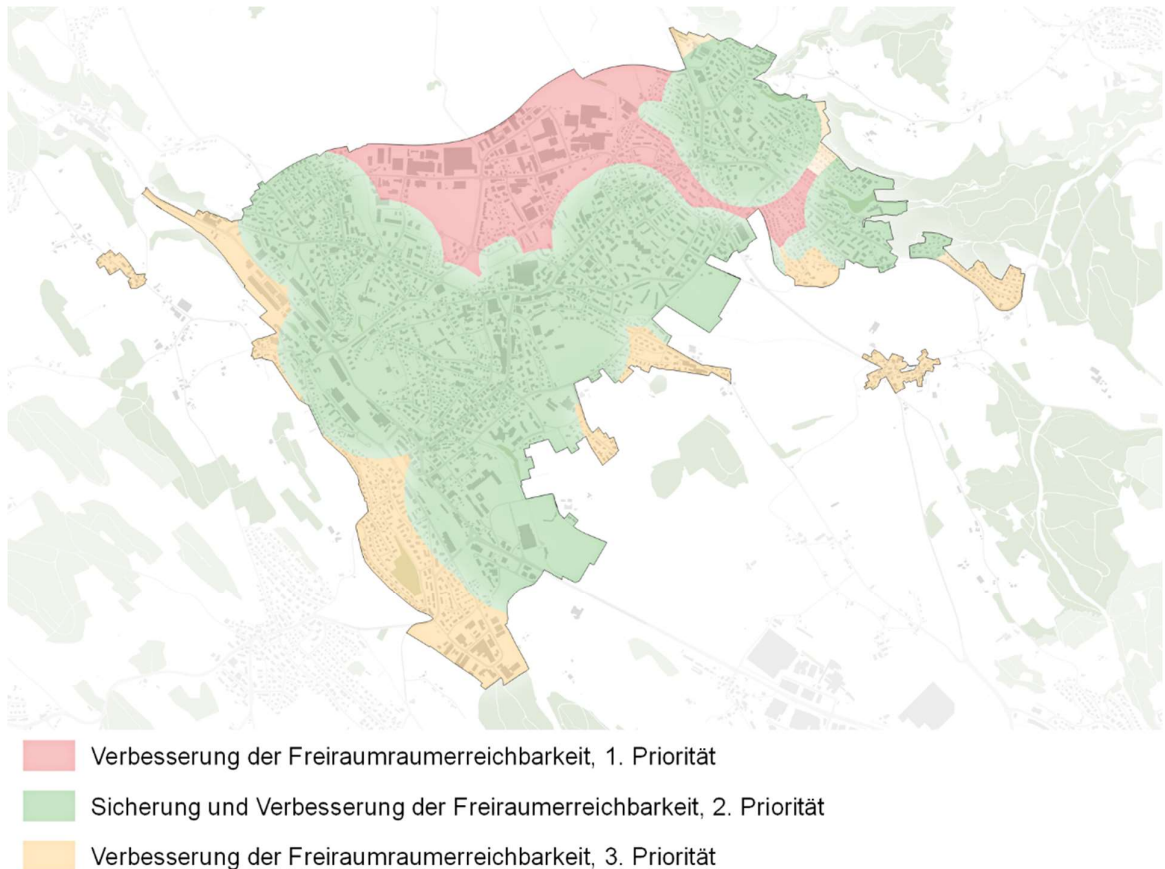 Verbesserung der Freiraumraumerreichbarkeit, 1. Priorität
Sicherung und Verbesserung der Freiraumerreichbarkeit, 2. Priorität
Verbesserung der Freiraumraumerreichbarkeit, 3. Priorität